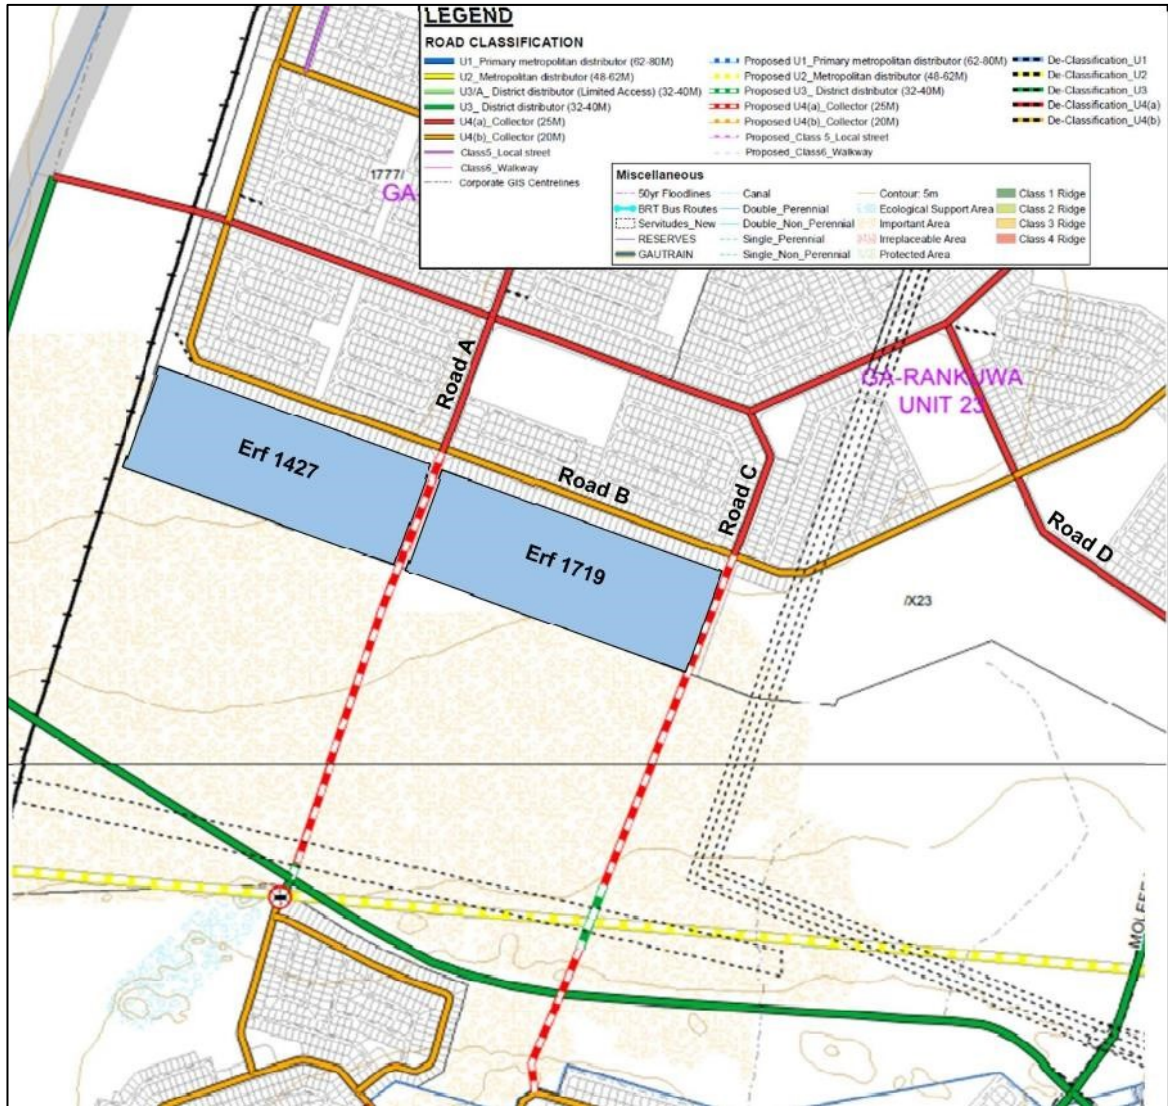 LEGEND
ROAD CLASSIFICATION
U1_Primary metropolitan distributor (62-80M)
U2_Metropolitan distributor (48-62M)
U3/A_ District distributor (Limited Access) (32-40M)
U3_ District distributor (32-40M)
U4(a)_Collector (25M)
U4(b)_Collector (20M)
Class5_Local street
Class6_Walkway
Corporate GIS Centrelines
Proposed U1_Primary metropolitan distributor (62-80M)
Proposed U2_Metropolitan distributor (48-62M)
Proposed U3_ District distributor (32-40M)
Proposed U4(a)_Collector (25M)
Proposed U4(b)_Collector (20M)
Proposed_Class 5_Local street
Proposed_Class6_Walkway
De-Classification_U1
De-Classification_U2
De-Classification_U3
De-Classification_U4(a)
De-Classification_U4(b)
Miscellaneous
50yr Floodlines
BRT Bus Routes
Servitudes_New
RESERVES
GAUTRAIN
Canal
Double_Perennial
Double_Non_Perennial
Single_Perennial
Single_Non_Perennial
Contour: 5m
Ecological Support Area
Important Area
Irreplaceable Area
Protected Area
Class 1 Ridge
Class 2 Ridge
Class 3 Ridge
Class 4 Ridge
1777/
GA-
Road A
GA-RANKUWA
UNIT 23
Erf 1427
Road B
Road C
Road D
Erf 1719
/X23